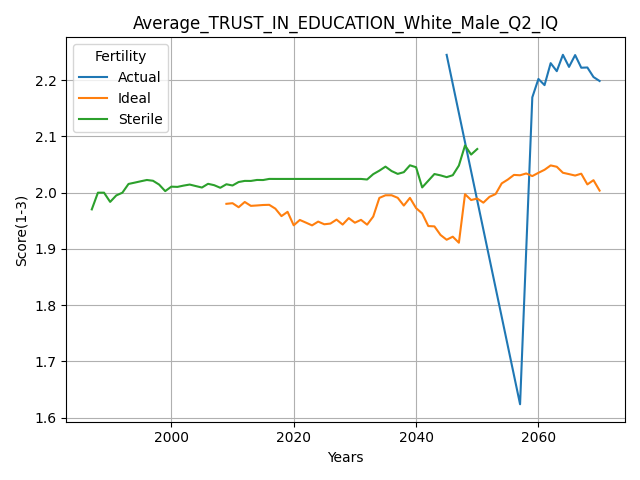 Average_TRUST_IN_EDUCATION_White_Male_Q2_IQ
Fertility
Actual
Ideal
Sterile
Score(1-3)
2.2
2.1
2.0
1.9
1.8
1.7
1.6
2000 2020 2040 2060
Years